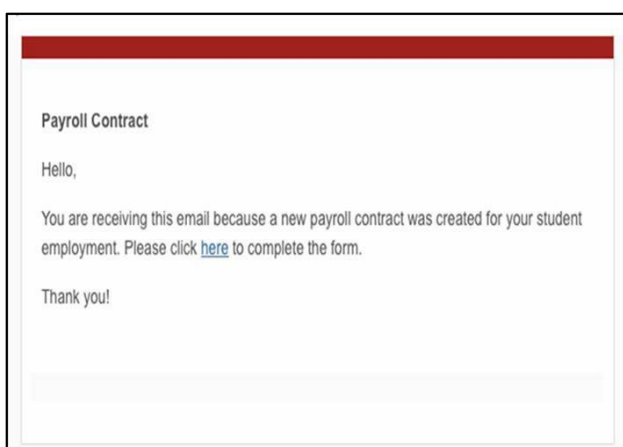 Payroll Contract
Hello,
You are receiving this email because a new payroll contract was created for your student
employment. Please click here to complete the form.
Thank you!